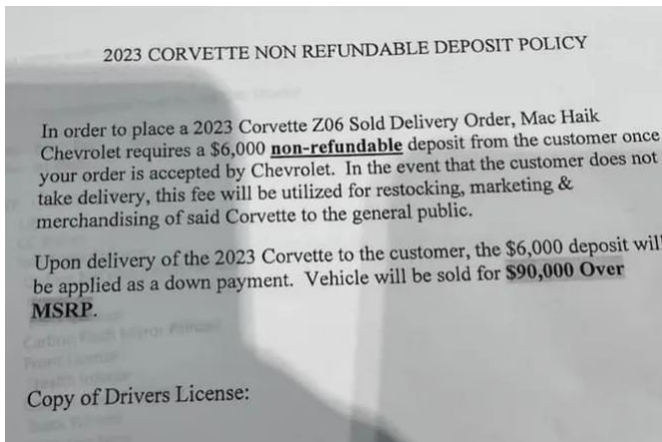 2023 CORVETTE NON REFUNDABLE DEPOSIT POLICY
In order to place a 2023 Corvette Z06 Sold Delivery Order, Mac Haik
Chevrolet requires a $6,000 non-refundable deposit from the customer once
your order is accepted by Chevrolet. In the event that the customer does not
take delivery, this fee will be utilized for restocking, marketing &
merchandising of said Corvette to the general public.
Upon delivery of the 2023 Corvette to the customer, the $6,000 deposit will
be applied as a down payment. Vehicle will be sold for $90,000 Over
MSRP.
Copy of Drivers License: